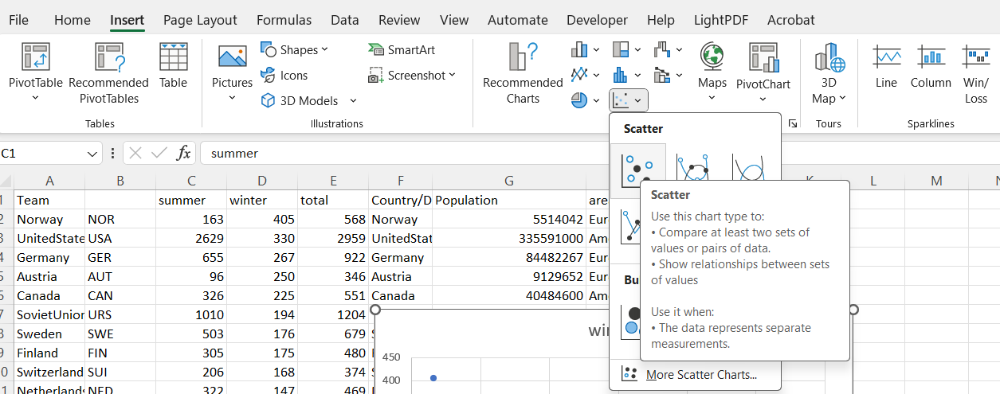 File Home Insert Page Layout Formulas Data Review View Automate Developer Help LightPDF Acrobat
PivotTable
Recommended
PivotTables
Table
Tables
Pictures
Shapes
Icons
3D Models
SmartArt
Screenshot
Illustrations
Recommended
Charts
Maps
PivotChart
3D
Map
Tours
Line
Column
Win/
Loss
Sparklines
C1 fx summer
A B C D E F G K L M N
1 Team summer winter total Country/D Population are
2 Norway NOR 163 405 568 Norway 5514042 Eur
3 UnitedState USA 2629 330 2959 UnitedStat 335591000 Ame
4 Germany GER 655 267 922 Germany 84482267 Eur
5 Austria AUT 96 250 346 Austria 9129652 Eur
6 Canada CAN 326 225 551 Canada 40484600 Ame
7 SovietUnion URS 1010 194 1204
8 Sweden SWE 503 176 679 S
9 Finland FIN 305 175 480
0 Switzerland SUI 206 168 374 S
1 Netherlands NED 322 147 469
win
450
400
Scatter
Bu
More Scatter Charts...
Scatter
Use this chart type to:
• Compare at least two sets of
values or pairs of data.
• Show relationships between sets
of values
Use it when:
• The data represents separate
measurements.